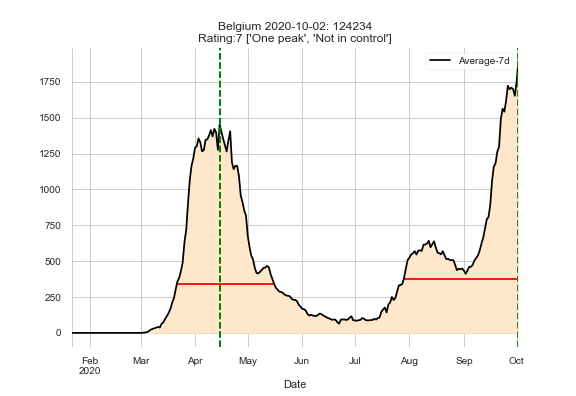 Belgium 2020-10-02: 124234
Rating:7 ['One peak', 'Not in control']
Average-7d
1750
1500
1250
1000
750
500
250
0
Feb
2020
Mar
Apr
May
Jun
Jul
Aug
Sep
Oct
Date